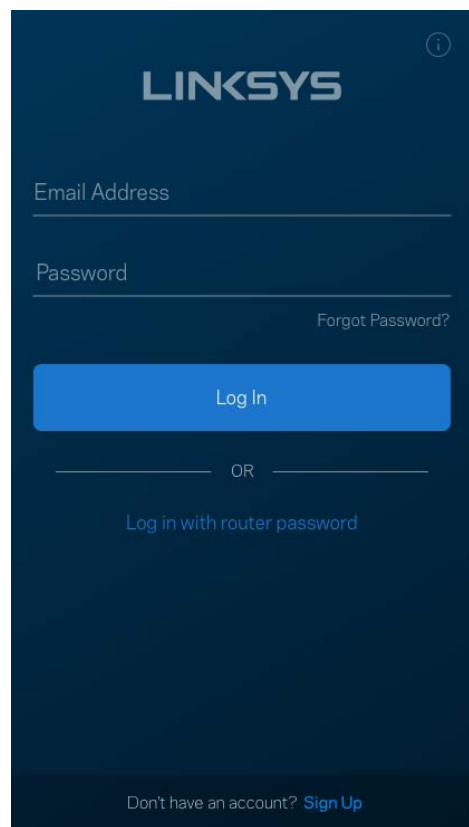 LINKSYS
Email Address
Password
Forgot Password?
Log In
OR
Log in with router password
Don't have an account? Sign Up